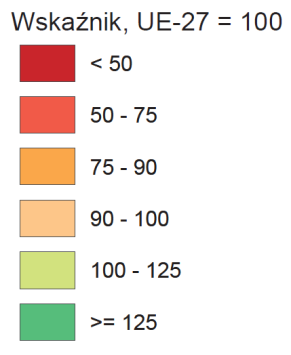 Wskaźnik, UE-27 = 100
< 50
50 - 75
75 - 90
90 - 100
100 - 125
>= 125